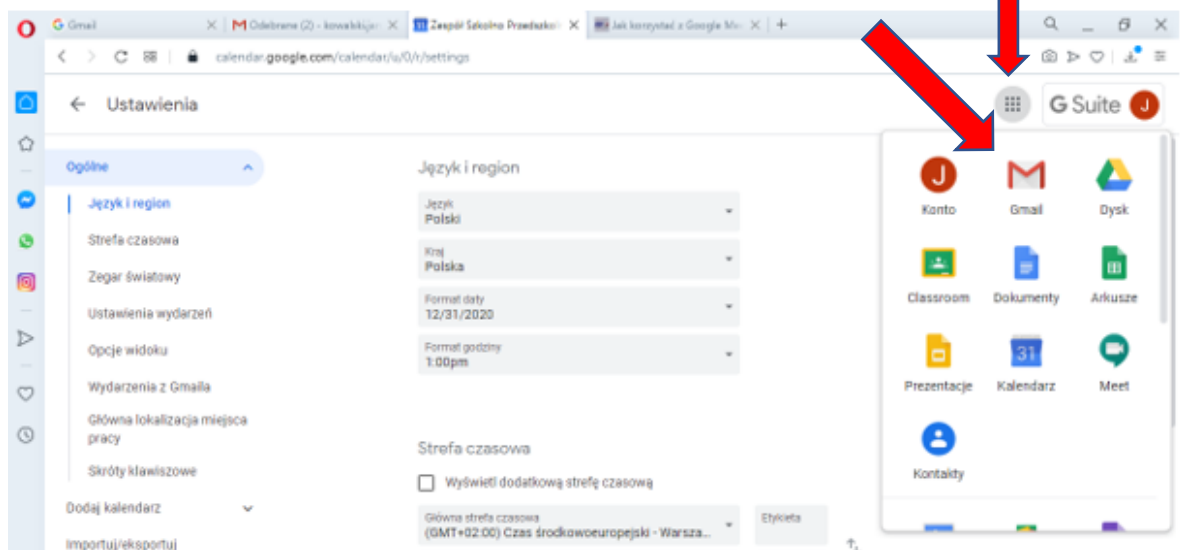 Gmail
Odebrane (2) - kowalskijan
Zespół Szkolno Przedszkol
Jak korzystać z Google Me
calendar.google.com/calendar/u/0/r/settings
Ustawienia
G Suite
J
Ogólne
Język i region
Strefa czasowa
Zegar światowy
Ustawienia wydarzeń
Opcje widoku
Wydarzenia z Gmaila
Główna lokalizacja miejsca
pracy
Skróty klawiszowe
Dodaj kalendarz
Importuj/eksportuj
Język i region
Język
Polski
Kraj
Polska
Format daty
12/31/2020
Format godziny
1:00pm
Strefa czasowa
Wyświetl dodatkową strefę czasową
Główna strefa czasowa
(GMT+02:00) Czas środkowoeuropejski - Warsza...
Etykieta
J
Konto
Gmail
Dysk
Classroom
Dokumenty
Arkusze
31
Prezentacje
Kalendarz
Meet
Kontakty